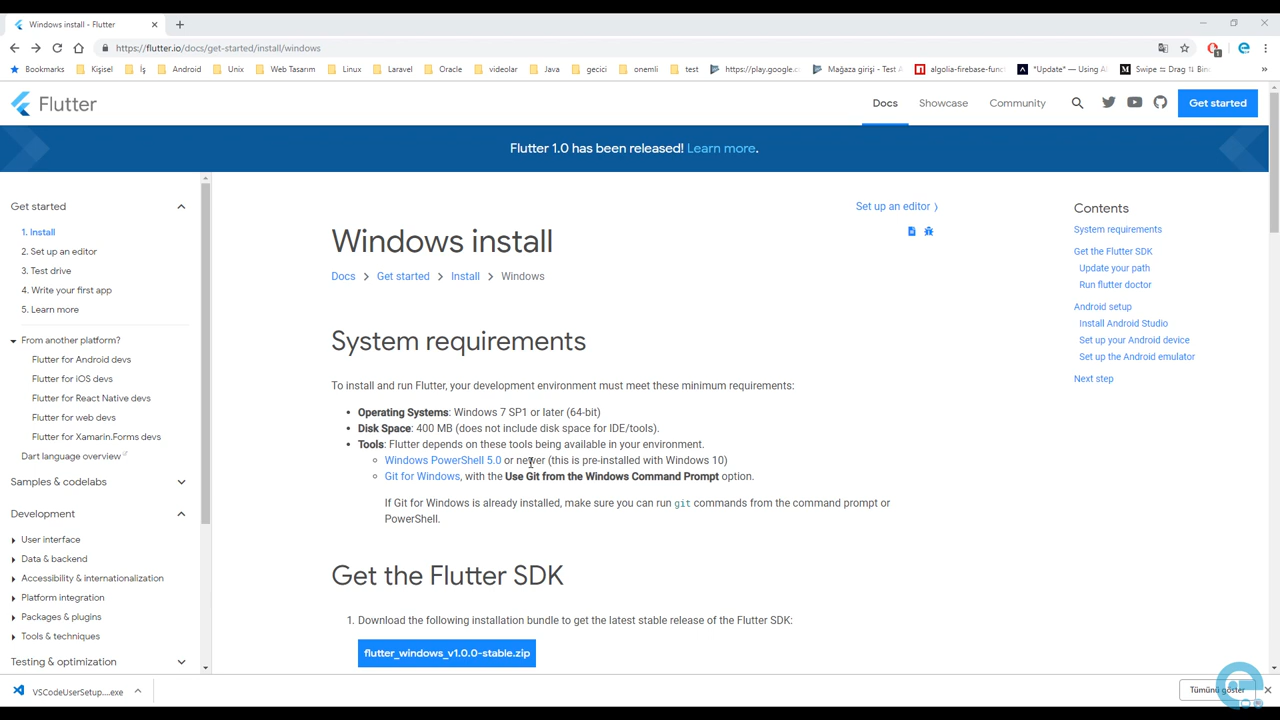 Windows install - Flutter
https://flutter.io/docs/get-started/install/windows
Bookmarks Kişisel İş Android Unix Web Tasarım Linux Laravel Oracle videolar Java gecici onemli test https://play.google.c Mağaza girişi - Test A algolia-firebase-func *Update* — Using Al Swipe ⇆ Drag ⇅ Bin
Flutter
Docs Showcase Community Get started
Flutter 1.0 has been released! Learn more.
Get started
1. Install
2. Set up an editor
3. Test drive
4. Write your first app
5. Learn more
From another platform?
Flutter for Android devs
Flutter for iOS devs
Flutter for React Native devs
Flutter for web devs
Flutter for Xamarin.Forms devs
Dart language overview
Samples & codelabs
Development
User interface
Data & backend
Accessibility & internationalization
Platform integration
Packages & plugins
Tools & techniques
Testing & optimization
Set up an editor 〉
Windows install
Docs > Get started > Install > Windows
System requirements
To install and run Flutter, your development environment must meet these minimum requirements:
• Operating Systems: Windows 7 SP1 or later (64-bit)
• Disk Space: 400 MB (does not include disk space for IDE/tools).
• Tools: Flutter depends on these tools being available in your environment.
◦ Windows PowerShell 5.0 or newer (this is pre-installed with Windows 10)
◦ Git for Windows, with the Use Git from the Windows Command Prompt option.
If Git for Windows is already installed, make sure you can run git commands from the command prompt or
PowerShell.
Get the Flutter SDK
1. Download the following installation bundle to get the latest stable release of the Flutter SDK:
flutter_windows_v1.0.0-stable.zip
Contents
System requirements
Get the Flutter SDK
Update your path
Run flutter doctor
Android setup
Install Android Studio
Set up your Android device
Set up the Android emulator
Next step
VSCodeUserSetup....exe
Tümünü göster